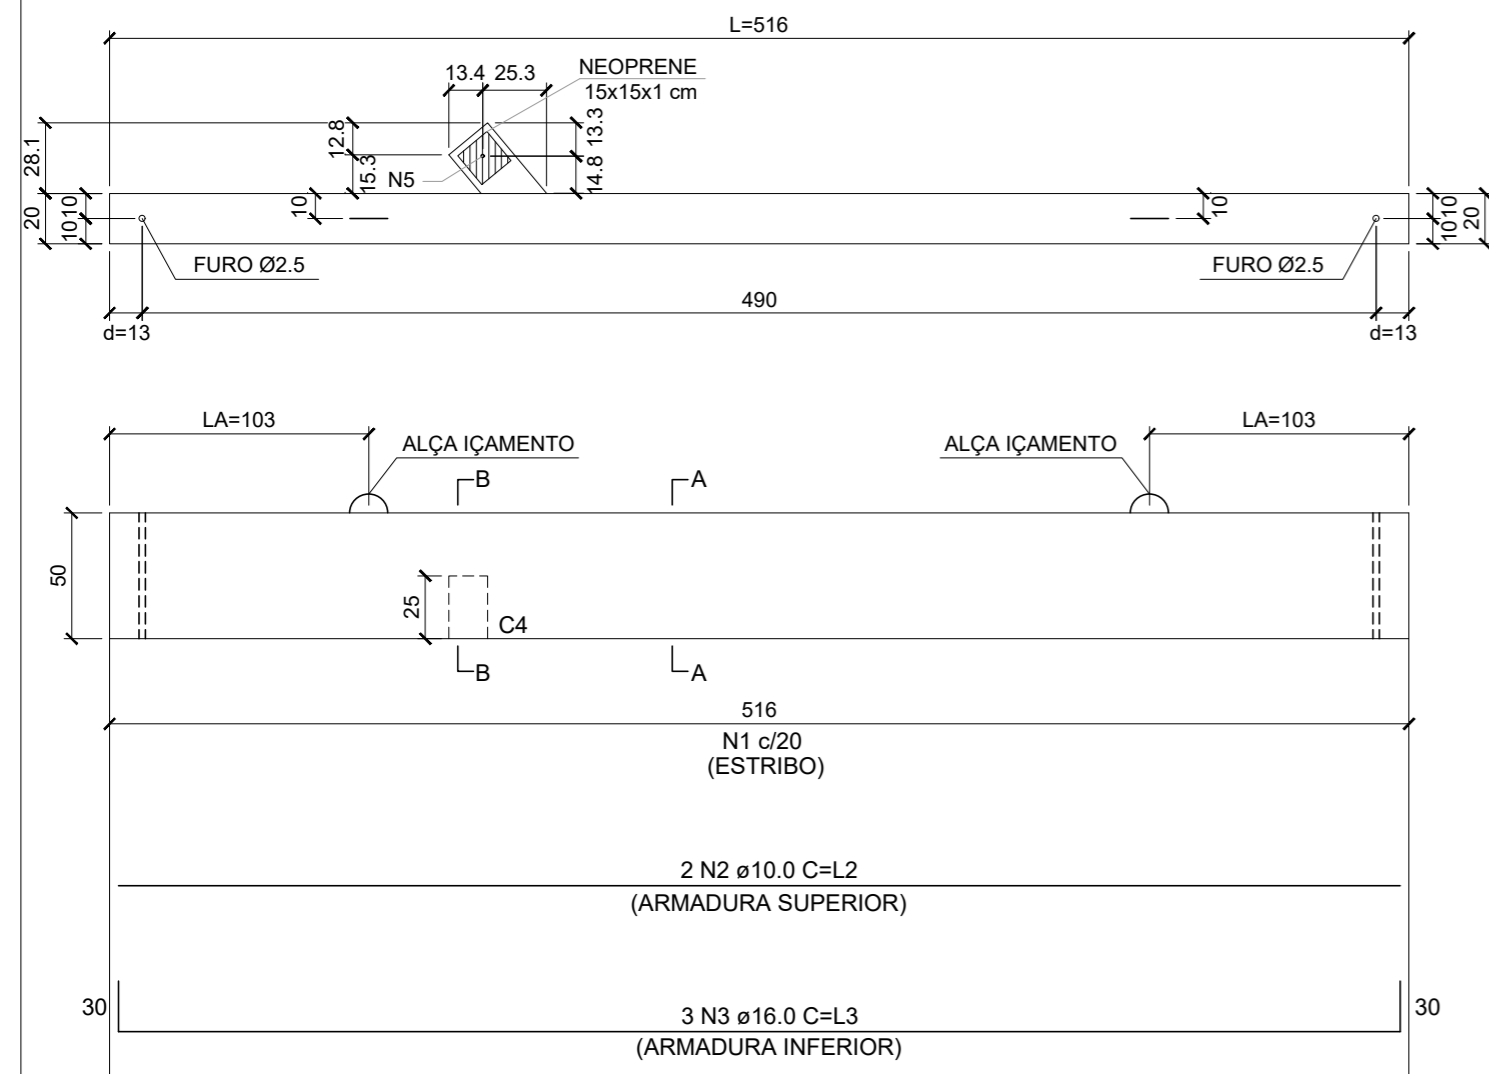 L=516
13.4 25.3
NEOPRENE
15x15x1 cm
28.1
12.8
15.3
13.3
14.8
N5
20
10
10
10
10
10
10
20
FURO Ø2.5
FURO Ø2.5
490
d=13
d=13
LA=103
LA=103
ALÇA IÇAMENTO
ALÇA IÇAMENTO
B
A
50
25
C4
B
A
516
N1 c/20
(ESTRIBO)
2 N2 ø10.0 C=L2
(ARMADURA SUPERIOR)
30
30
3 N3 ø16.0 C=L3
(ARMADURA INFERIOR)